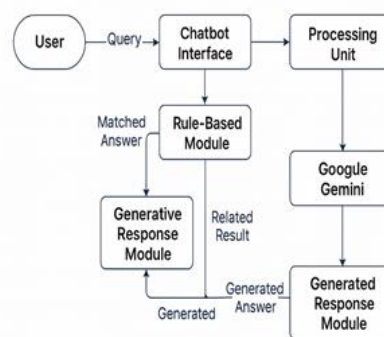 User
Query
Chatbot
Interface
Processing
Unit
Matched
Answer
Rule-Based
Module
Googule
Gemini
Generative
Response
Module
Related
Result
Generated
Answer
Generated
Generated
Response
Module